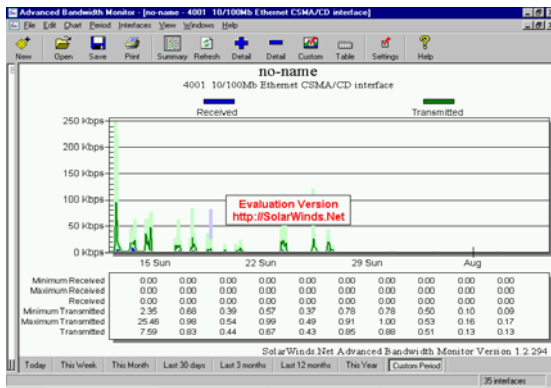 Advanced Bandwidth Monitor - [no-name - 4001 10/100Mb Ethernet CSMA/CD interface]
File Edit Chart Period Interfaces View Windows Help
New Open Save Print Summary Refresh Detail Detail Custom Table Settings Help
no-name
4001 10/100Mb Ethernet CSMA/CD interface
Received Transmitted
250 kbps
200 kbps
150 kbps
100 kbps
50 kbps
0 kbps
Evaluation Version
http://SolarWinds.Net
15 Sun 22 Sun 29 Sun Aug
Minimum Received 0.00 0.00 0.00 0.00 0.00 0.00 0.00 0.00 0.00 0.00
Maximum Received 0.00 0.00 0.00 0.00 0.00 0.00 0.00 0.00 0.00 0.00
Received 0.00 0.00 0.00 0.00 0.00 0.00 0.00 0.00 0.00 0.00
Minimum Transmitted 2.35 0.68 0.39 0.57 0.37 0.78 0.78 0.50 0.10 0.09
Maximum Transmitted 25.46 0.98 0.54 0.99 0.49 0.91 1.00 0.53 0.16 0.17
Transmitted 7.59 0.83 0.44 0.67 0.43 0.85 0.88 0.51 0.13 0.13
SolarWinds.Net Advanced Bandwidth Monitor Version 1.2.294
Today This Week This Month Last 30 days Last 3 months Last 12 months This Year Custom Period
35 interfaces